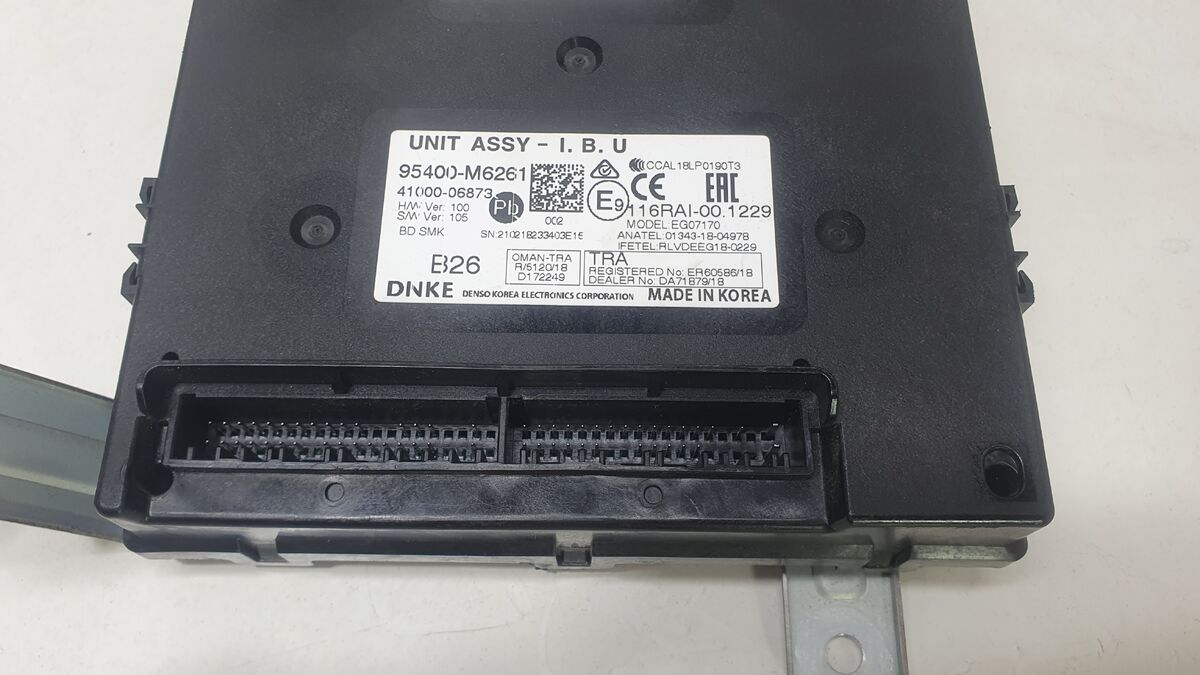 UNIT ASSY - I. B. U
95400-M6261
CCAL18LP0190T3
41000-06873
Pb
CE
EAC
H/W Ver: 100
S/W Ver: 105
002
E9
116RAI-00.1229
MODEL:EG07170
BD SMK
SN:210218233403E16
ANATEL:01343-18-04978
IFETEL:RLVDEEG18-0229
B26
OMAN-TRA
R/5120/18
D172249
TRA
REGISTERED No: ER60586/18
DEALER No: DA71879/18
DNKE DENSO KOREA ELECTRONICS CORPORATION MADE IN KOREA